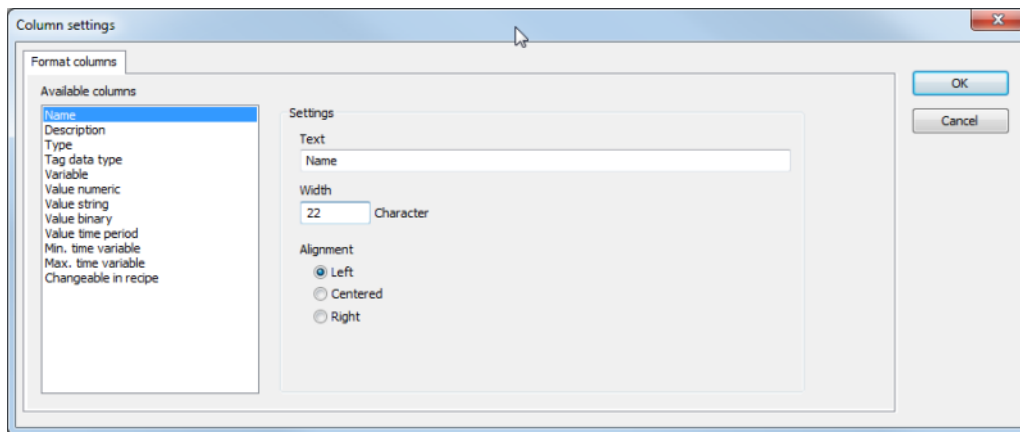 Column settings
Format columns
Available columns
Name
Description
Type
Tag data type
Variable
Value numeric
Value string
Value binary
Value time period
Min. time variable
Max. time variable
Changeable in recipe
Settings
Text
Name
Width
22 Character
Alignment
Left
Centered
Right
OK
Cancel